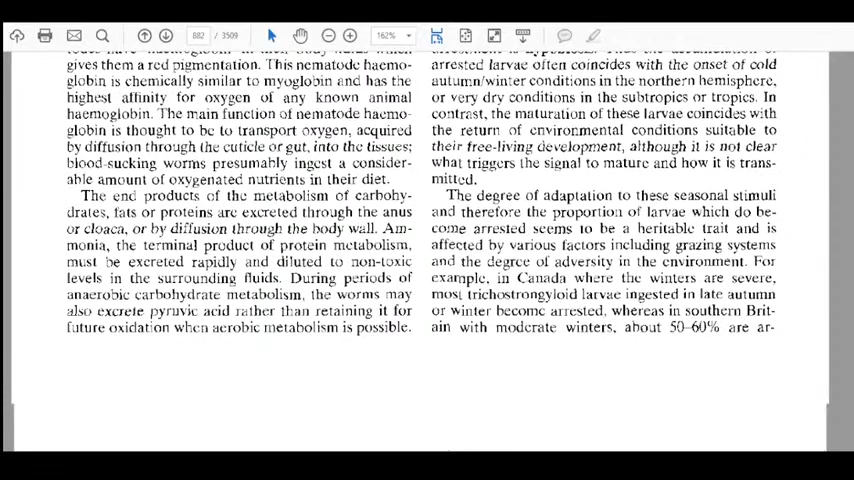 882 / 3509
162%
gives them a red pigmentation. This nematode haemo-
globin is chemically similar to myoglobin and has the
highest affinity for oxygen of any known animal
haemoglobin. The main function of nematode haemo-
globin is thought to be to transport oxygen, acquired
by diffusion through the cuticle or gut, into the tissues;
blood-sucking worms presumably ingest a consider-
able amount of oxygenated nutrients in their diet.
The end products of the metabolism of carbohy-
drates, fats or proteins are excreted through the anus
or cloaca, or by diffusion through the body wall. Am-
monia, the terminal product of protein metabolism,
must be excreted rapidly and diluted to non-toxic
levels in the surrounding fluids. During periods of
anaerobic carbohydrate metabolism, the worms may
also excrete pyruvic acid rather than retaining it for
future oxidation when aerobic metabolism is possible.
arrested larvae often coincides with the onset of cold
autumn/winter conditions in the northern hemisphere,
or very dry conditions in the subtropics or tropics. In
contrast, the maturation of these larvae coincides with
the return of environmental conditions suitable to
their free-living development, although it is not clear
what triggers the signal to mature and how it is trans-
mitted.
The degree of adaptation to these seasonal stimuli
and therefore the proportion of larvae which do be-
come arrested seems to be a heritable trait and is
affected by various factors including grazing systems
and the degree of adversity in the environment. For
example, in Canada where the winters are severe,
most trichostrongyloid larvae ingested in late autumn
or winter become arrested, whereas in southern Brit-
ain with moderate winters, about 50–60% are ar-